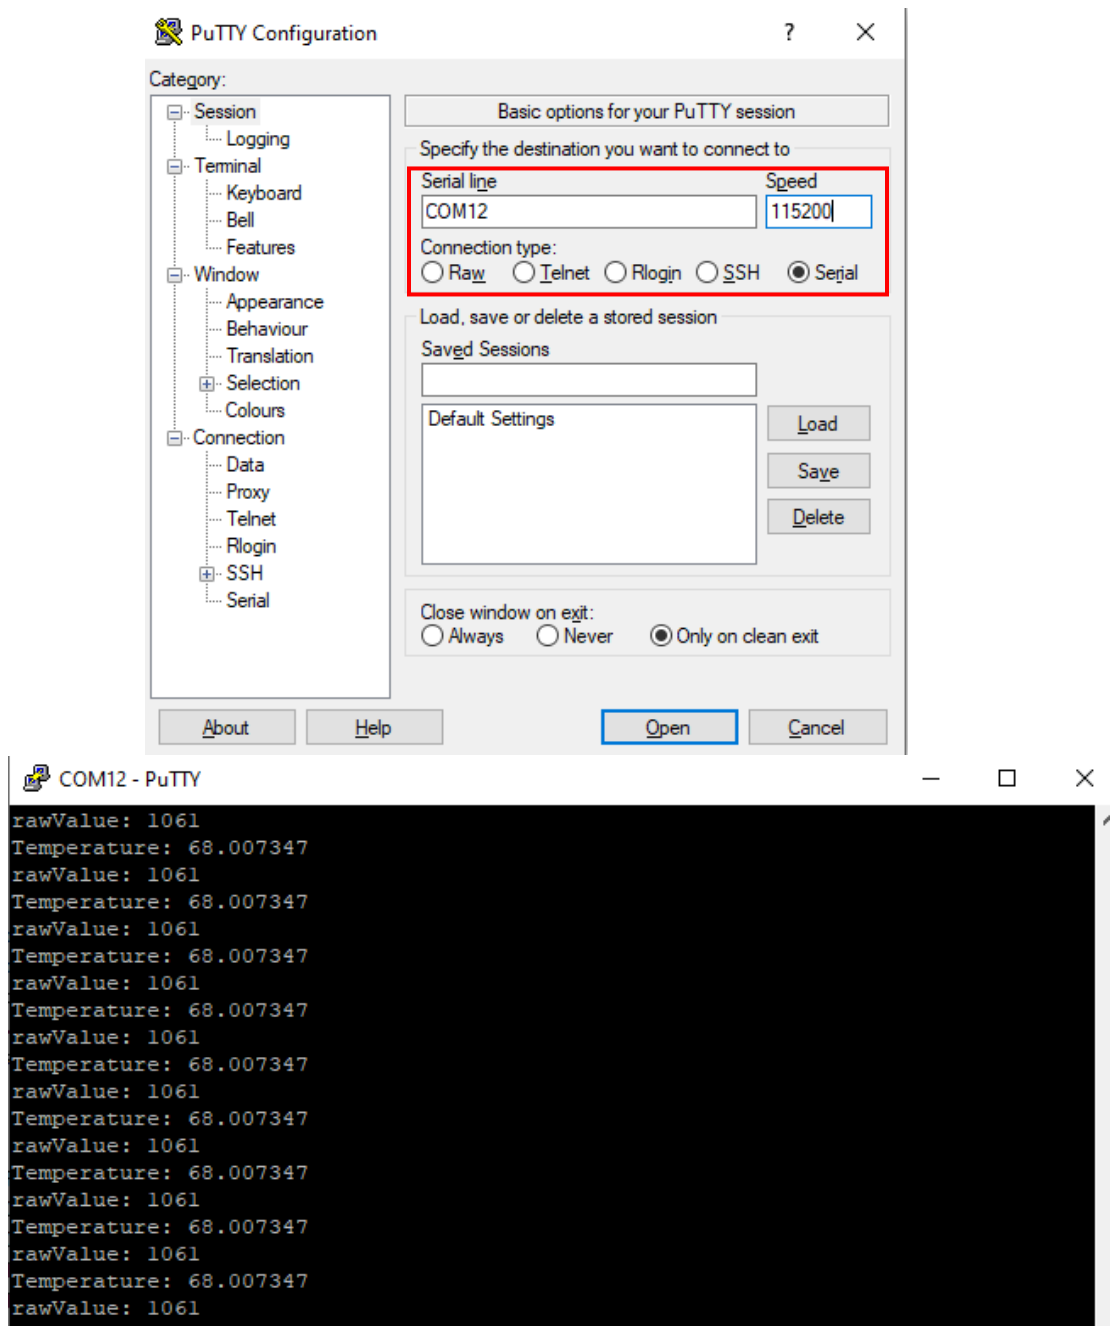 PuTTY Configuration
?
Category:
Session
Logging
Terminal
Keyboard
Bell
Features
Window
Appearance
Behaviour
Translation
Selection
Colours
Connection
Data
Proxy
Telnet
Rlogin
SSH
Serial
Basic options for your PuTTY session
Specify the destination you want to connect to
Serial line Speed
COM12 115200
Connection type:
Raw Telnet Rlogin SSH Serial
Load, save or delete a stored session
Saved Sessions
Default Settings
Load
Save
Delete
Close window on exit:
Always Never Only on clean exit
About Help Open Cancel
COM12 - PuTTY
rawValue: 1061
Temperature: 68.007347
rawValue: 1061
Temperature: 68.007347
rawValue: 1061
Temperature: 68.007347
rawValue: 1061
Temperature: 68.007347
rawValue: 1061
Temperature: 68.007347
rawValue: 1061
Temperature: 68.007347
rawValue: 1061
Temperature: 68.007347
rawValue: 1061
Temperature: 68.007347
rawValue: 1061
Temperature: 68.007347
rawValue: 1061